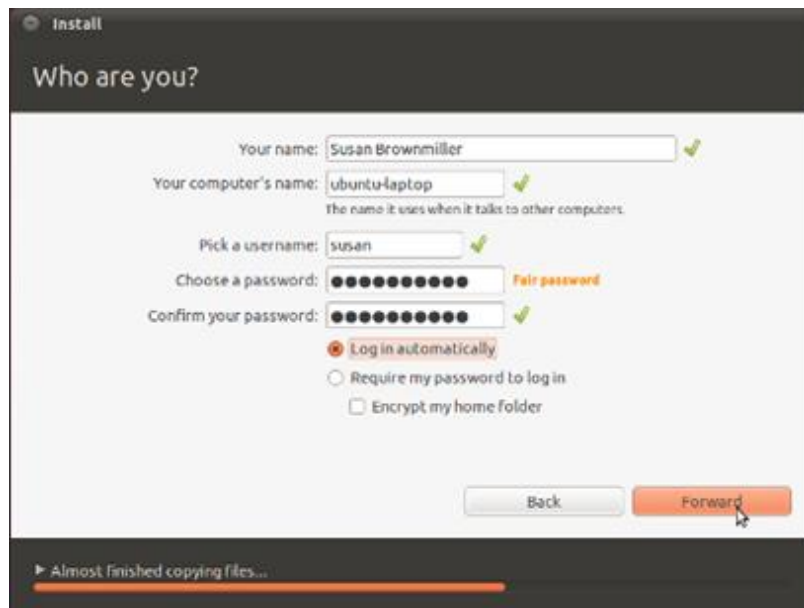 Install
Who are you?
Your name: Susan Brownmiller
Your computer's name: ubuntu-laptop
The name it uses when it talks to other computers.
Pick a username: susan
Choose a password: ●●●●●●●●●● Fair password
Confirm your password: ●●●●●●●●●●
Log in automatically
Require my password to log in
Encrypt my home folder
Back Forward
Almost finished copying files...